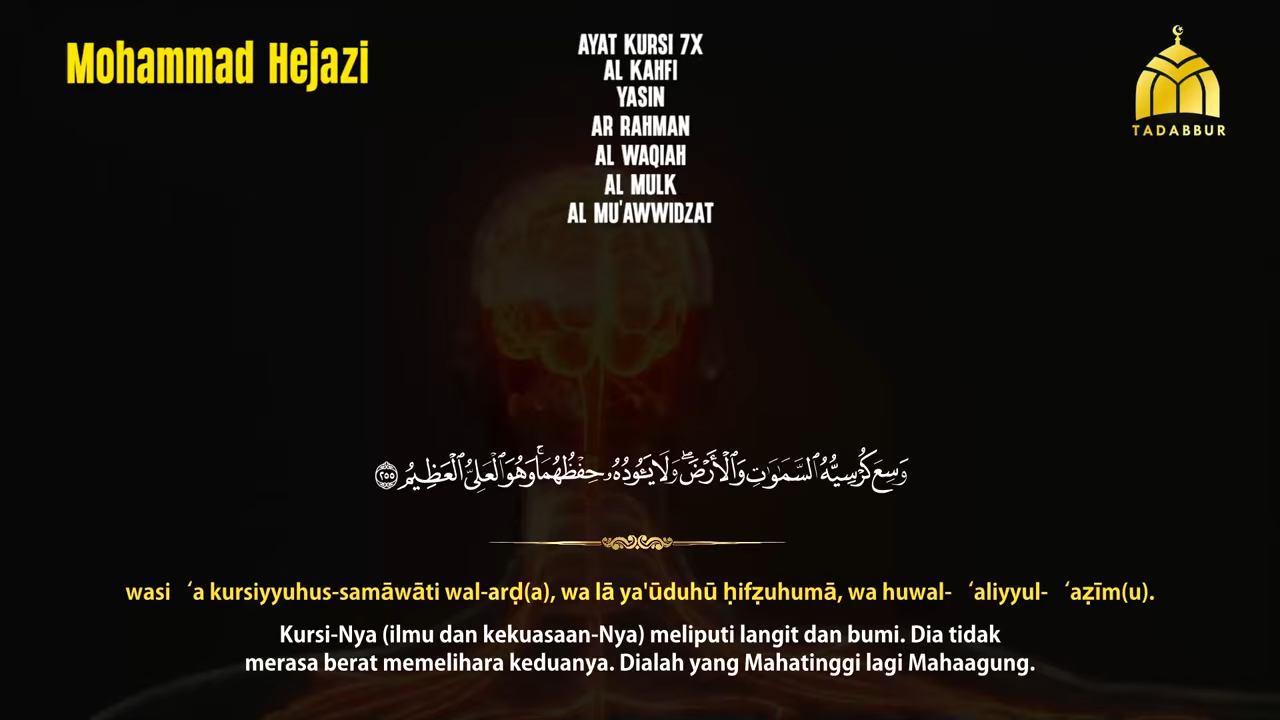 Mohammad Hejazi
AYAT KURSI 7X
AL KAHFI
YASIN
AR RAHMAN
AL WAQIAH
AL MULK
AL MU'AWWIDZAT
TADABBUR
وَسِعَ كُرْسِيُّهُ ٱلسَّمَـٰوَٰتِ وَٱلْأَرْضَ ۖ وَلَا يَـُٔودُهُۥ حِفْظُهُمَا ۚ وَهُوَ ٱلْعَلِىُّ ٱلْعَظِيمُ ٢٥٥
wasi ‘a kursiyyuhus-samāwāti wal-arḍ(a), wa lā ya'ūduhū ḥifẓuhumā, wa huwal- ‘aliyyul- ‘aẓīm(u).
Kursi-Nya (ilmu dan kekuasaan-Nya) meliputi langit dan bumi. Dia tidak
merasa berat memelihara keduanya. Dialah yang Mahatinggi lagi Mahaagung.